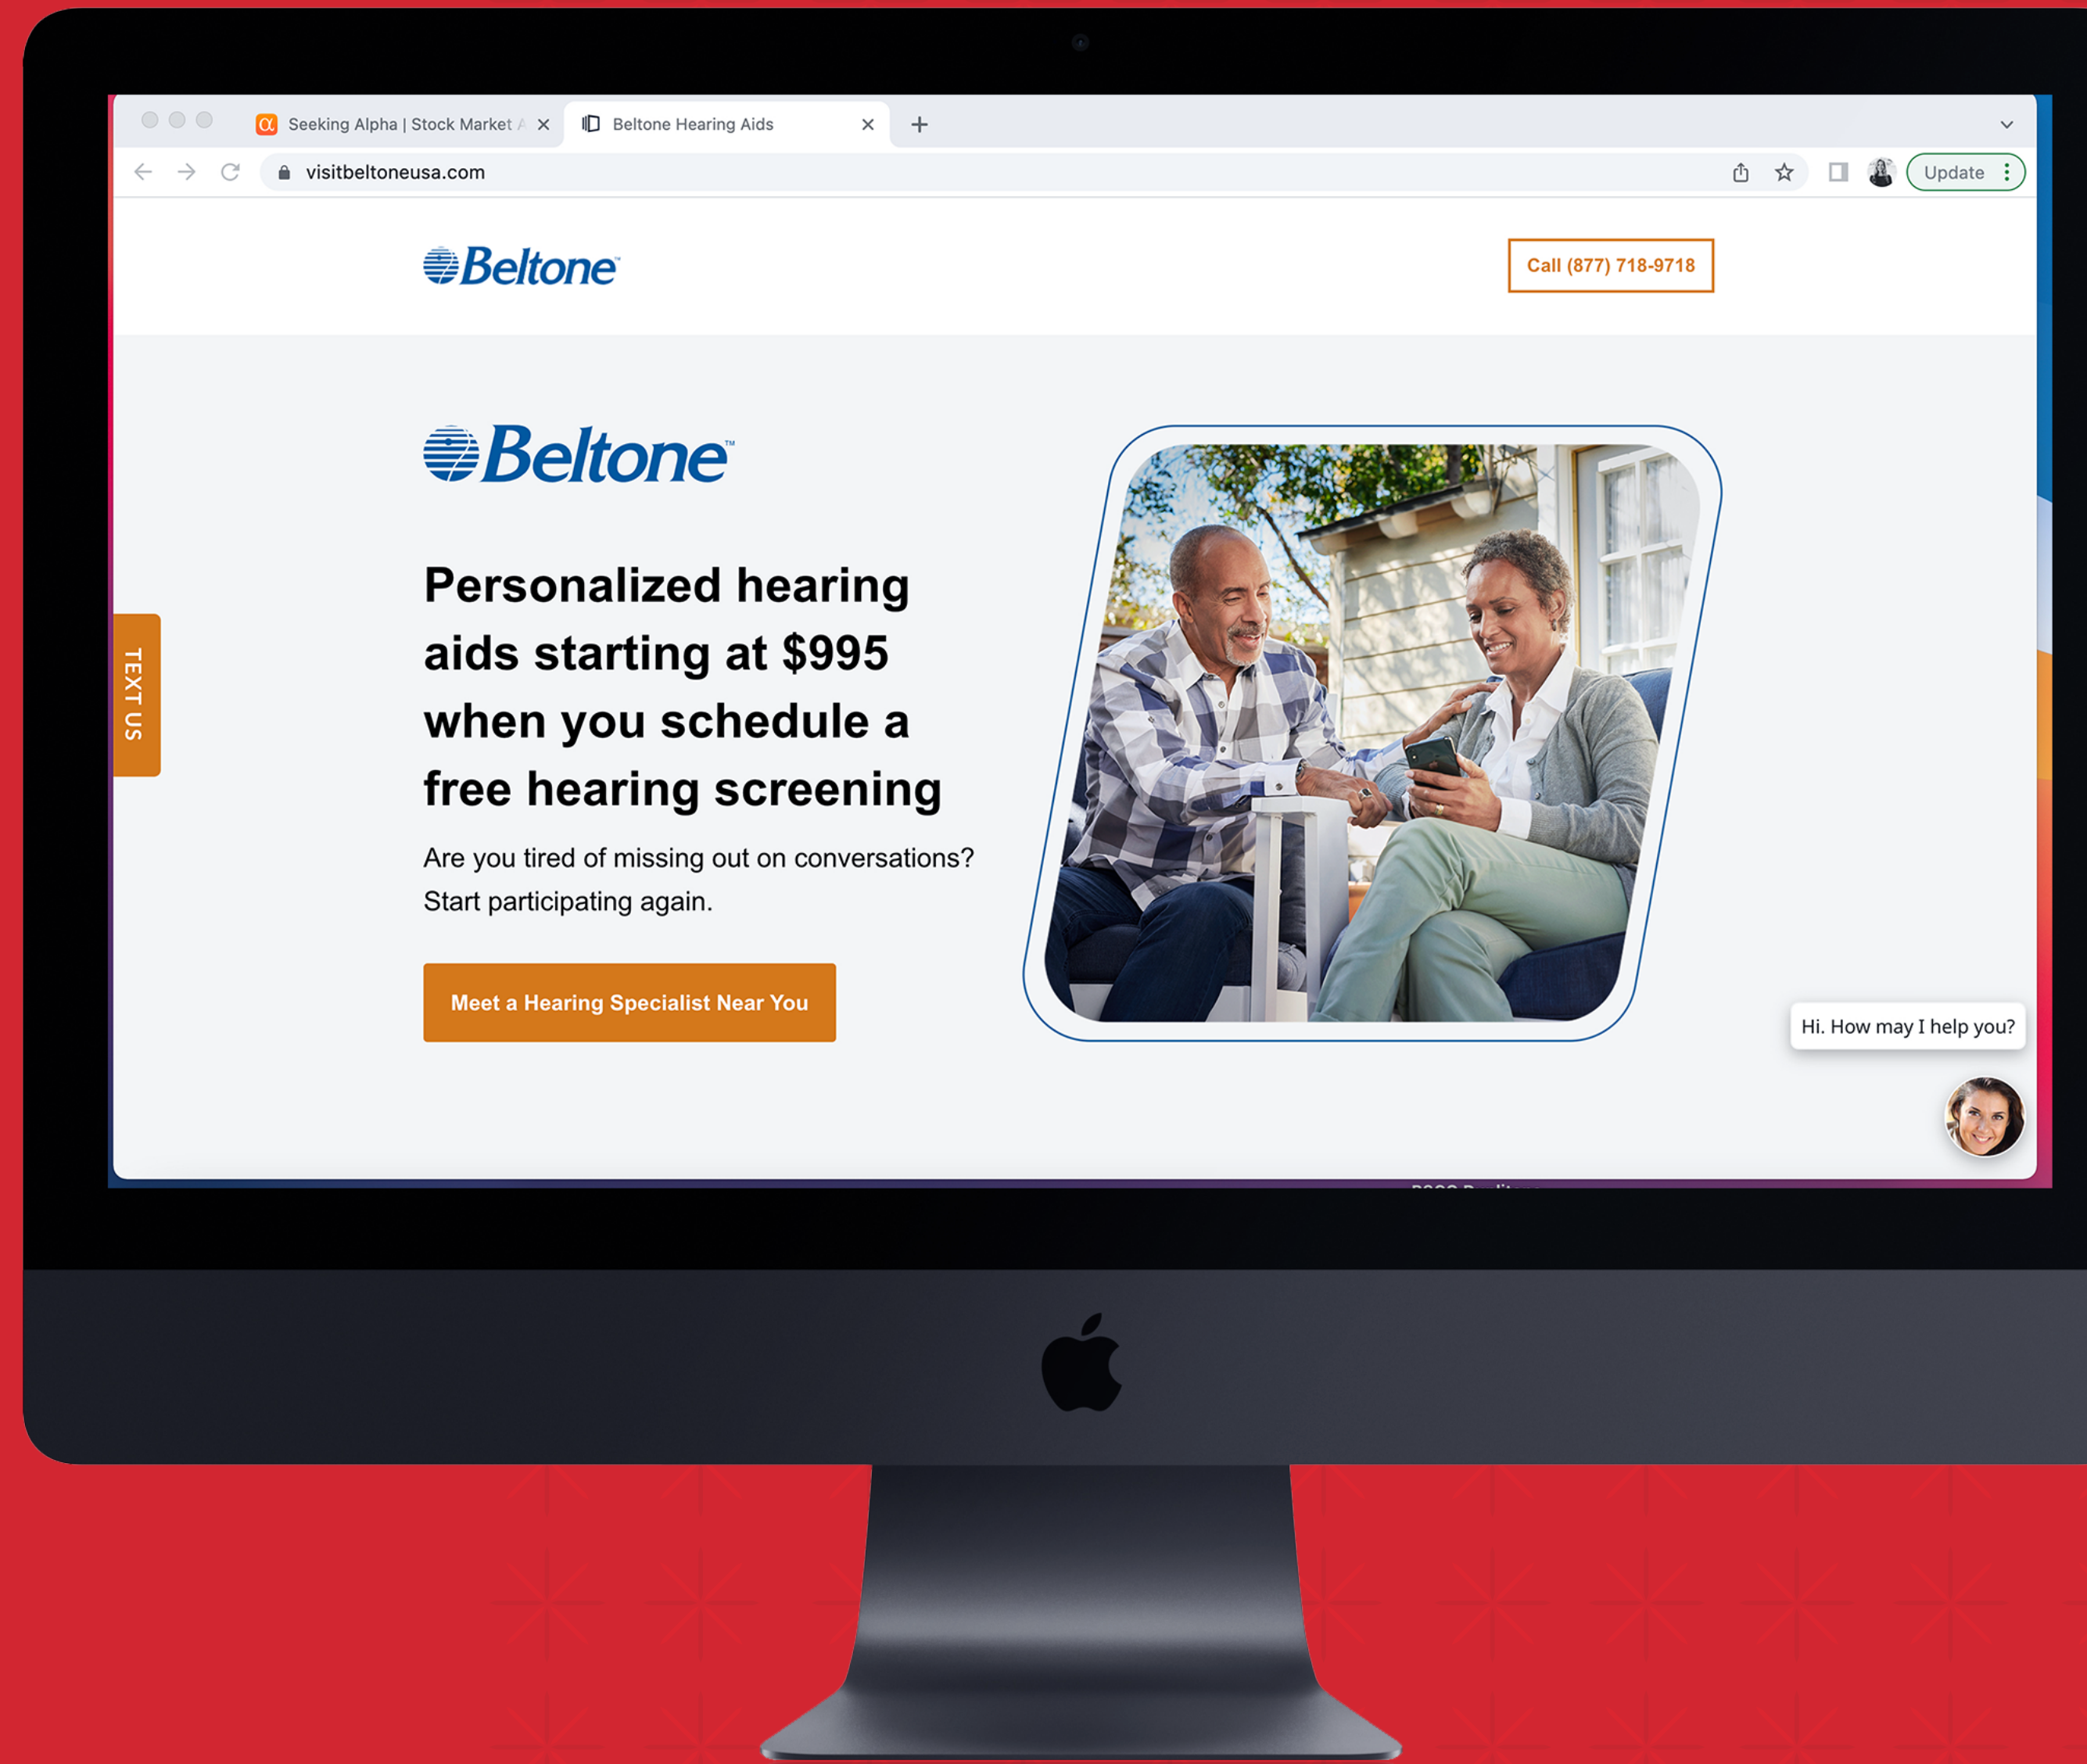 Seeking Alpha | Stock Market A
Beltone Hearing Aids
visitbeltoneusa.com
Update
Beltone™
Call (877) 718-9718
Beltone™
Personalized hearing
aids starting at $995
when you schedule a
free hearing screening
Are you tired of missing out on conversations?
Start participating again.
Meet a Hearing Specialist Near You
TEXT US
Hi. How may I help you?